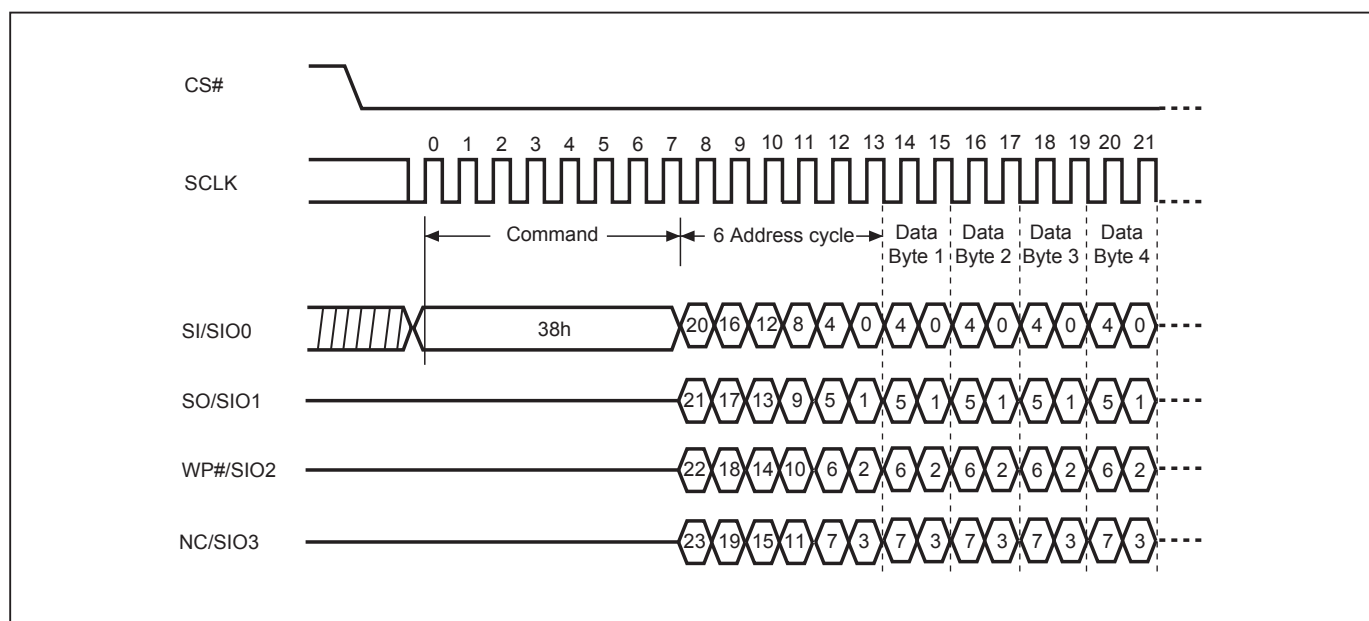 CS#
0 1 2 3 4 5 6 7 8 9 10 11 12 13 14 15 16 17 18 19 20 21
SCLK
Command 6 Address cycle Data Byte 1 Data Byte 2 Data Byte 3 Data Byte 4
SI/SIO0 38h 20 16 12 8 4 0 4 0 4 0 4 0 4 0
SO/SIO1 21 17 13 9 5 1 5 1 5 1 5 1 5 1
WP#/SIO2 22 18 14 10 6 2 6 2 6 2 6 2 6 2
NC/SIO3 23 19 15 11 7 3 7 3 7 3 7 3 7 3